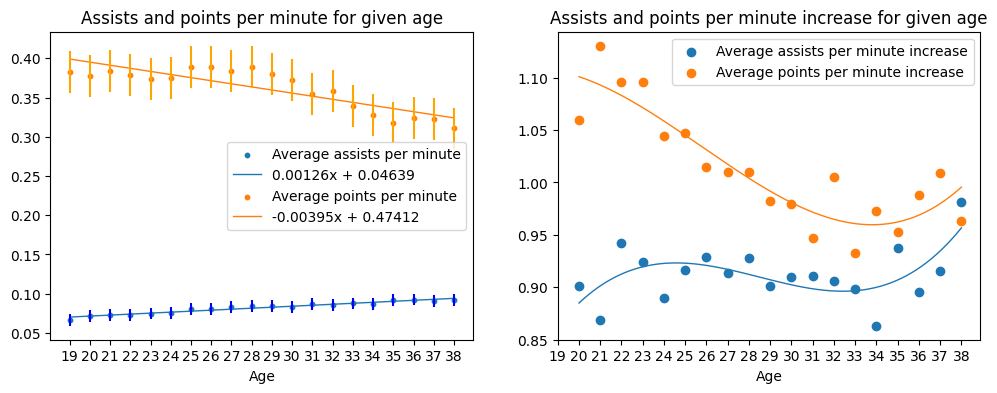 Assists and points per minute for given age
0.40
0.35
0.30
0.25
0.20
0.15
0.10
0.05
Average assists per minute
0.00126x + 0.04639
Average points per minute
-0.00395x + 0.47412
19 20 21 22 23 24 25 26 27 28 29 30 31 32 33 34 35 36 37 38
Age
Assists and points per minute increase for given age
1.10
1.05
1.00
0.95
0.90
0.85
Average assists per minute increase
Average points per minute increase
19 20 21 22 23 24 25 26 27 28 29 30 31 32 33 34 35 36 37 38
Age